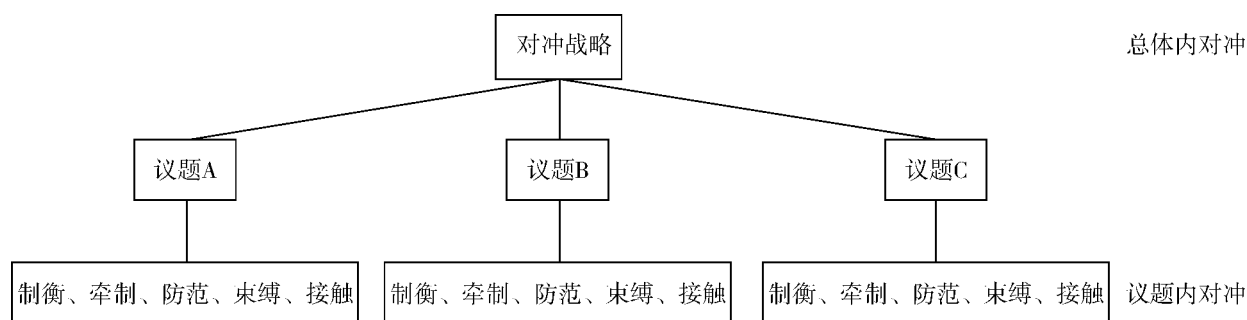 对冲战略 总体内对冲
议题A 议题B 议题C
制衡、牵制、防范、束缚、接触 制衡、牵制、防范、束缚、接触 制衡、牵制、防范、束缚、接触 议题内对冲